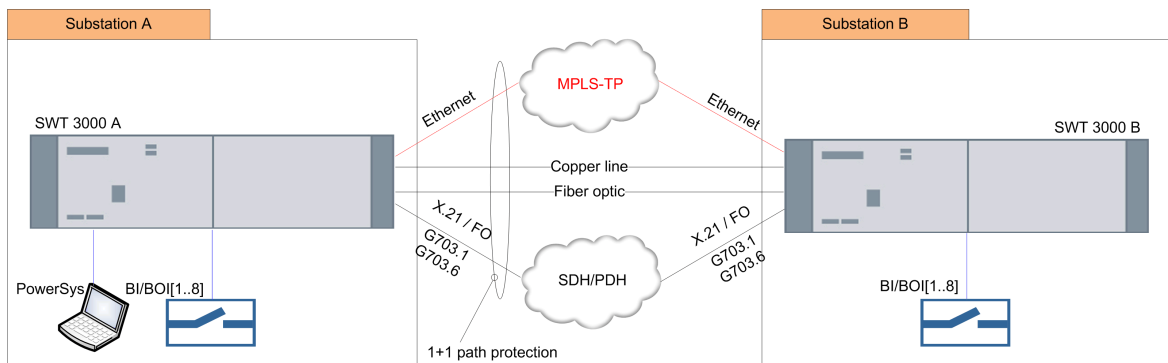 Substation A
Substation B
MPLS-TP
Ethernet
Ethernet
SWT 3000 A
SWT 3000 B
Copper line
Fiber optic
X.21 / FO
G703.1
G703.6
X.21 / FO
G703.1
G703.6
SDH/PDH
PowerSys
BI/BOI[1..8]
BI/BOI[1..8]
1+1 path protection